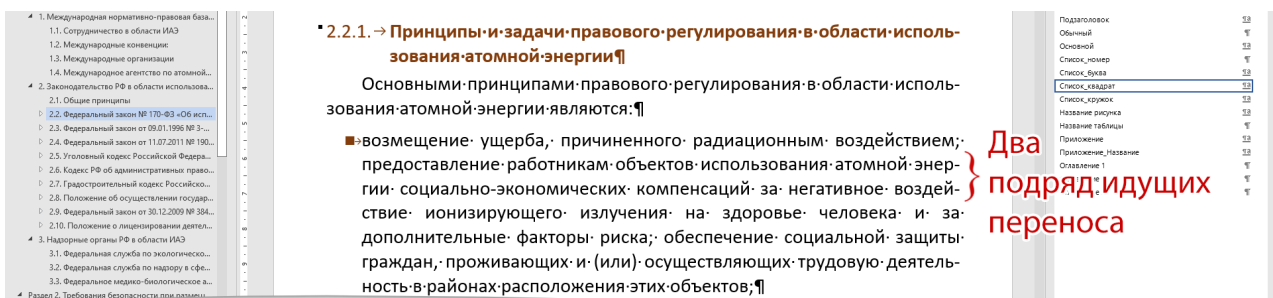 1. Международная нормативно-правовая база...
1.1. Сотрудничество в области ИАЭ
1.2. Международные конвенции:
1.3. Международные организации
1.4. Международное агентство по атомной...
2. Законодательство РФ в области использова...
2.1. Общие принципы
2.2. Федеральный закон № 170-ФЗ «Об исп...
2.3. Федеральный закон от 09.01.1996 № 3-...
2.4. Федеральный закон от 11.07.2011 № 190...
2.5. Уголовный кодекс Российской Федера...
2.6. Кодекс РФ об административных право...
2.7. Градостроительный кодекс Российско...
2.8. Положение об осуществлении государ...
2.9. Федеральный закон от 30.12.2009 № 384...
2.10. Положение о лицензировании деятел...
3. Надзорные органы РФ в области ИАЭ
3.1. Федеральная служба по экологическо...
3.2. Федеральная служба по надзору в сфе...
3.3. Федеральное медико-биологическое а...
Раздел 2. Требования безопасности при размещ...
2.2.1.→Принципы·и·задачи·правового·регулирования·в·области·исполь-
зования·атомной·энергии¶
Основными·принципами·правового·регулирования·в·области·исполь-
зования·атомной·энергии·являются:¶
возмещение· ущерба,· причиненного· радиационным· воздействием;·
предоставление·работникам·объектов·использования·атомной·энер-
гии· социально-экономических· компенсаций· за· негативное· воздей-
ствие· ионизирующего· излучения· на· здоровье· человека· и· за·
дополнительные· факторы· риска;· обеспечение· социальной· защиты·
граждан,·проживающих·и·(или)·осуществляющих·трудовую·деятель-
ность·в·районах·расположения·этих·объектов;¶
Два
подряд идущих
переноса
Подзаголовок
Обычный
Основной
Список_номер
Список_буква
Список_квадрат
Список_кружок
Название рисунка
Название таблицы
Приложение
Приложение_Название
Оглавление 1